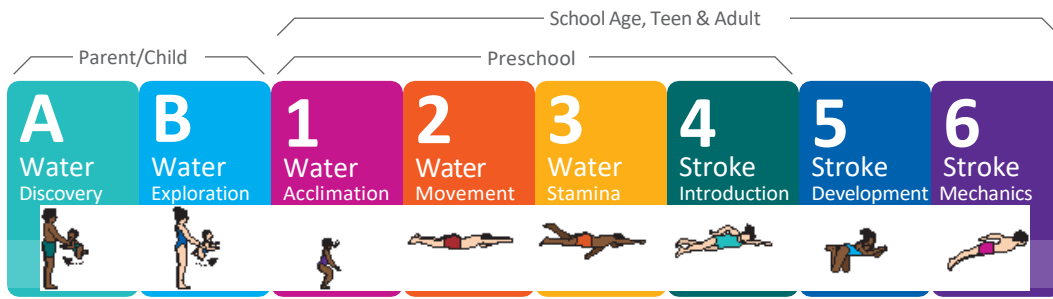 School Age, Teen & Adult
Parent/Child
Preschool
A
Water
Discovery
B
Water
Exploration
1
Water
Acclimation
2
Water
Movement
3
Water
Stamina
4
Stroke
Introduction
5
Stroke
Development
6
Stroke
Mechanics